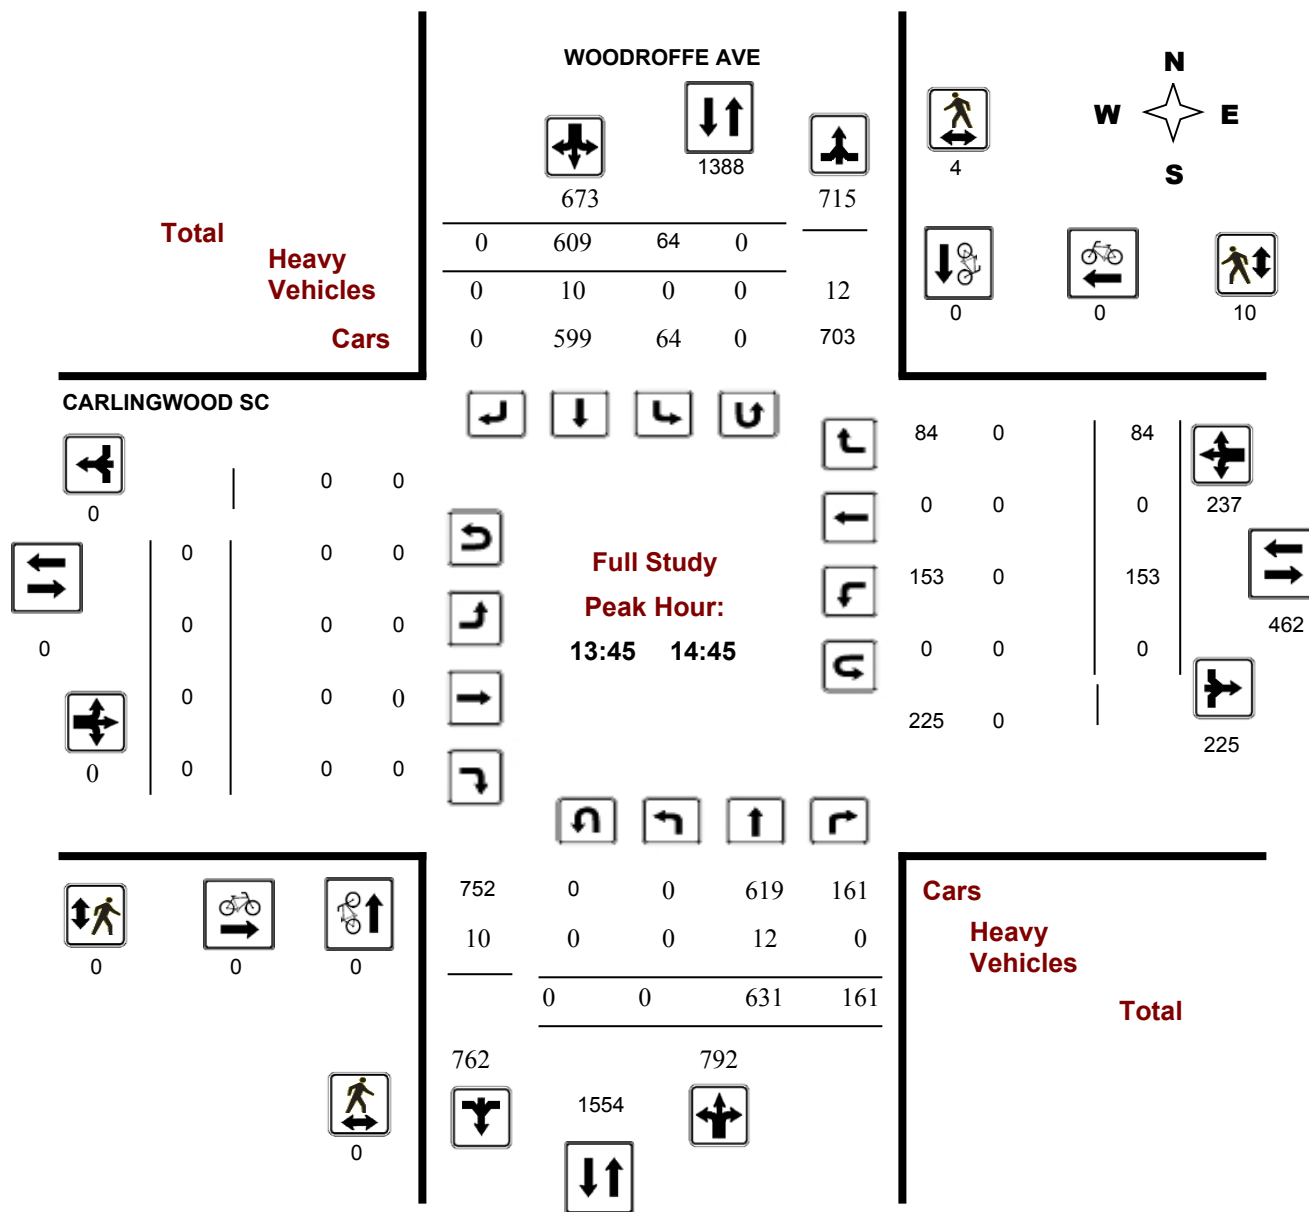 WOODROFFE AVE
N
W E
S
1388
4
673 715
Total
0 609 64 0
Heavy
Vehicles
0 10 0 0 12
Cars
0 599 64 0 703
0 0 10
CARLINGWOOD SC
84 0 84
0 0
0
0 0 0 237
0 0 0
Full Study
153 0 153
Peak Hour:
0 0 0
462
13:45 14:45
0
0 0 0
0 0 0
225 0
225
0
0 0 0
752 0 0 619 161
Cars
10 0 0 12 0
Heavy
Vehicles
0 0 0
0 0 631 161
Total
762 792
1554
0